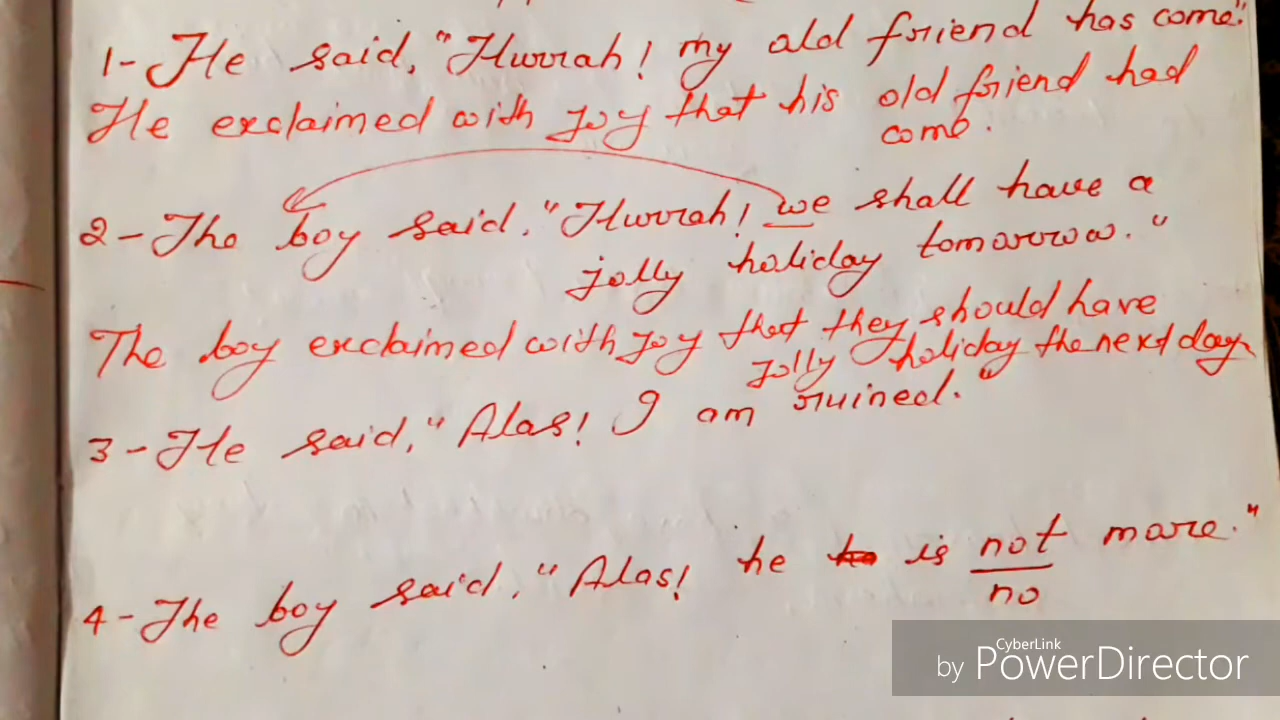 1- He said, "Hurrah! my old friend has come."
He exclaimed with joy that his old friend had
come.
2 - The boy said, "Hurrah! we shall have a
jolly holiday tomorrow."
The boy exclaimed with joy that they should have
jolly holiday the next day.
3 - He said, "Alas! I am ruined."
4 - The boy said, "Alas! he is not more."
no
CyberLink
by PowerDirector